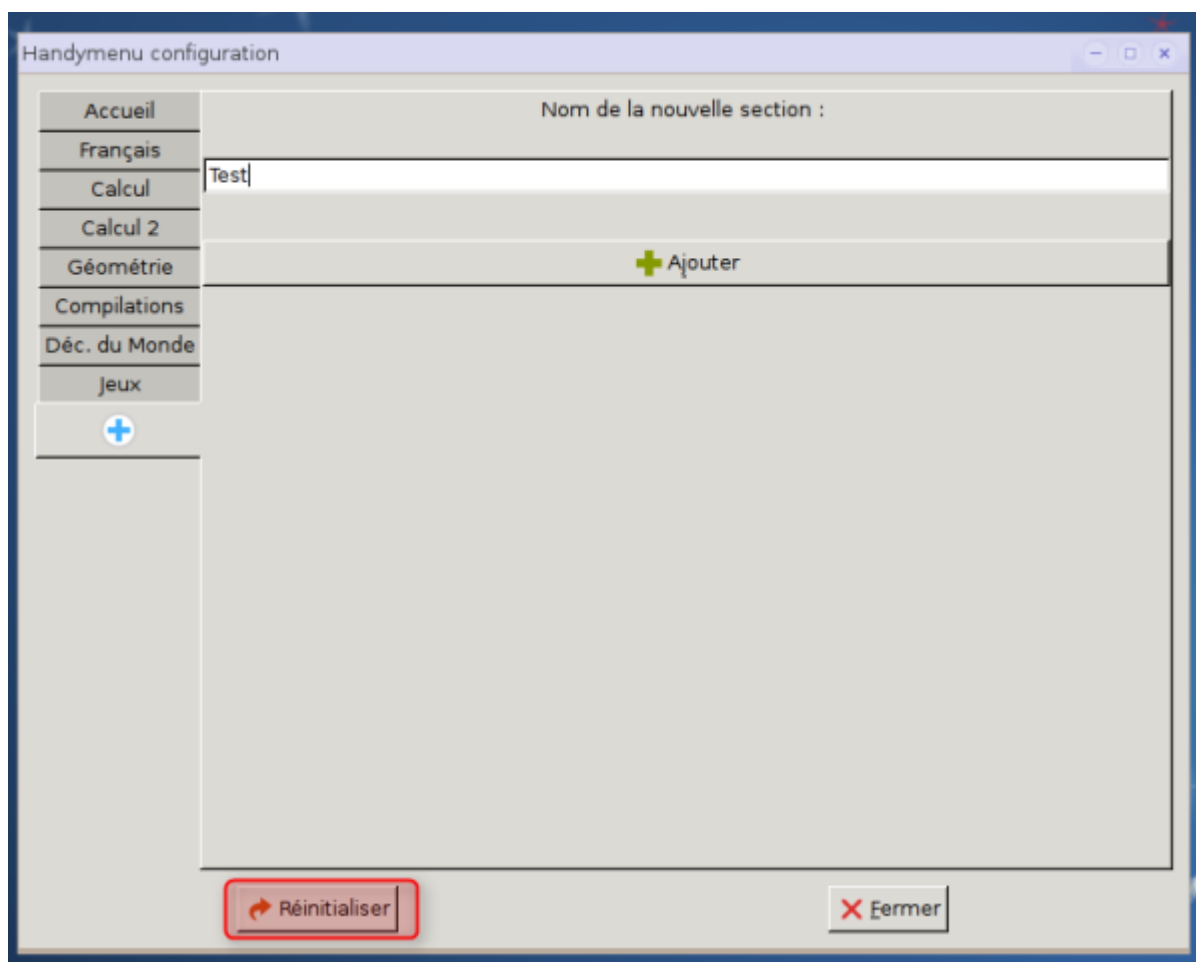 Handymenu configuration
Accueil
Français
Calcul
Calcul 2
Géométrie
Compilations
Déc. du Monde
Jeux
Nom de la nouvelle section :
Test
Ajouter
Réinitialiser
Fermer